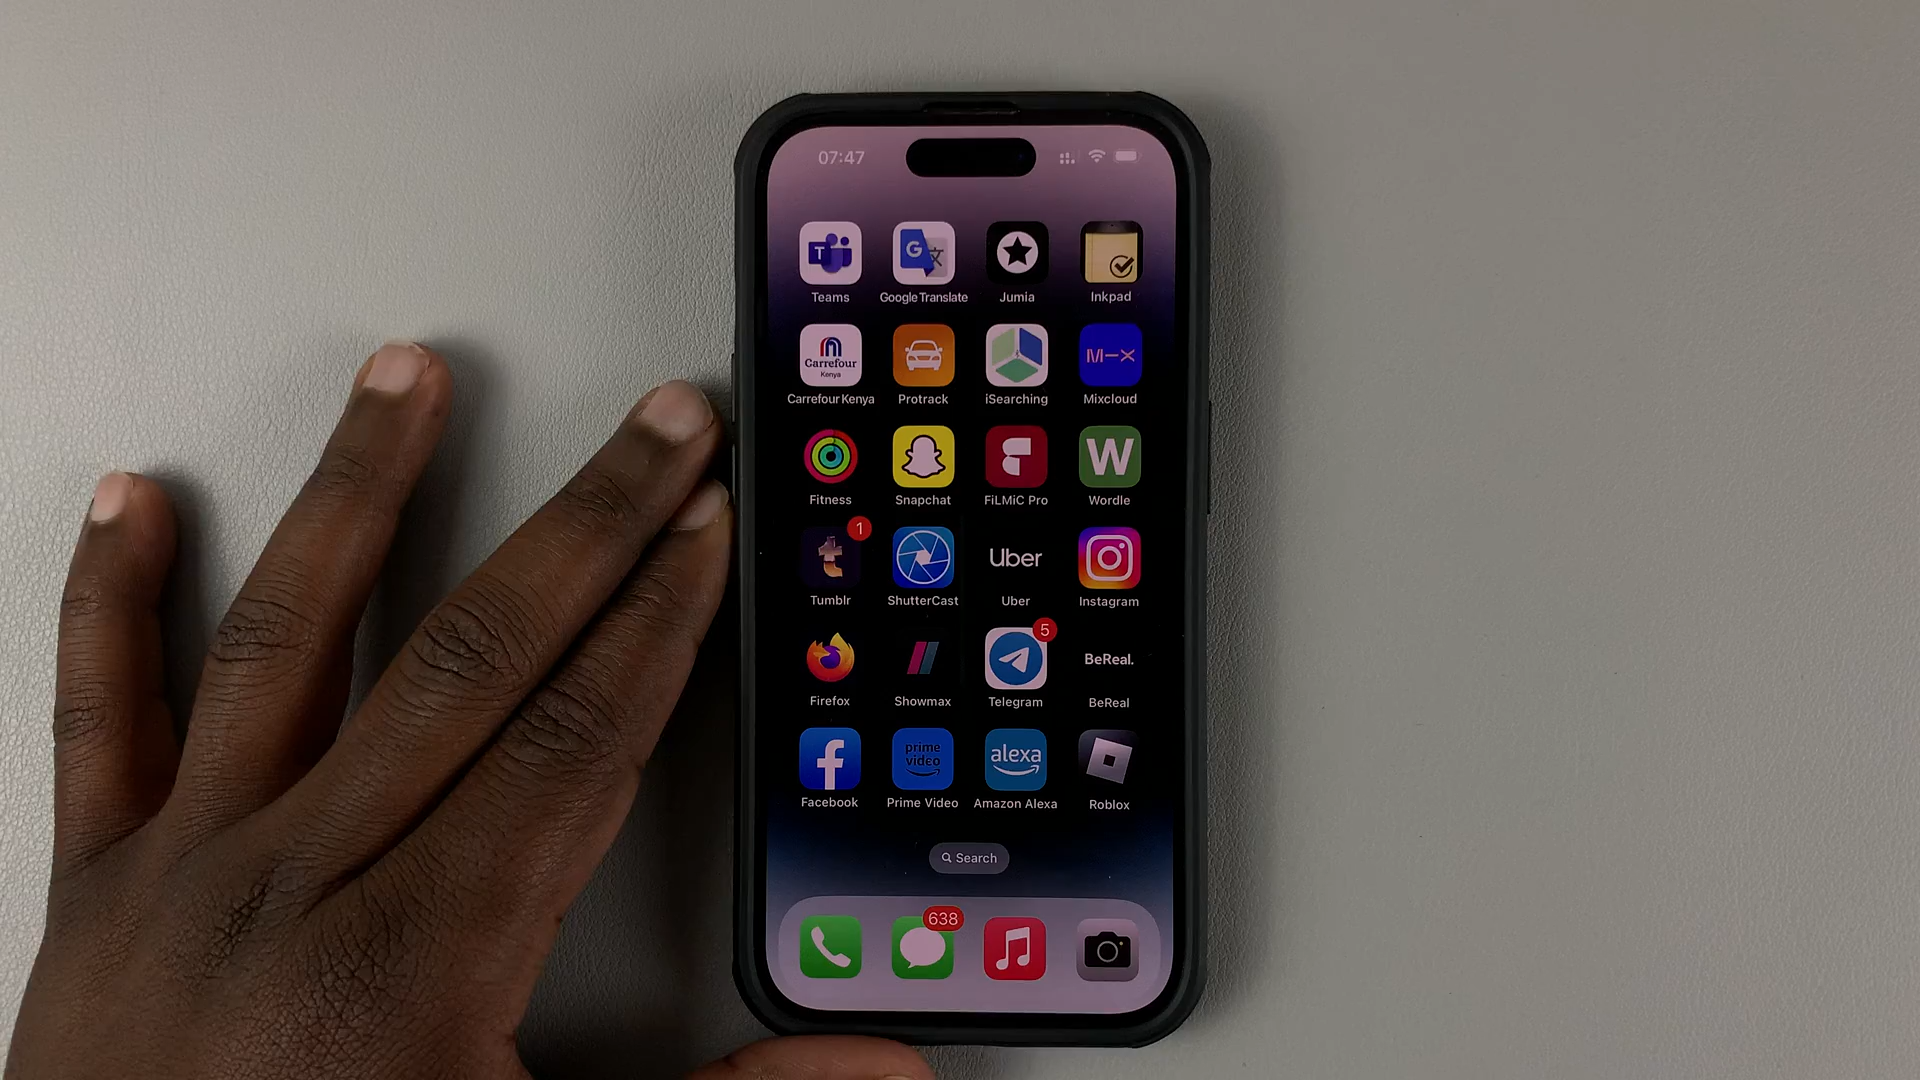 07:47
Teams Google Translate Jumia Inkpad
Carrefour
Kenya
M-X
Carrefour Kenya Protrack iSearching Mixcloud
W
Fitness Snapchat FiLMiC Pro Wordle
1
Uber
Tumblr ShutterCast Uber Instagram
5
BeReal.
Firefox Showmax Telegram BeReal
prime video alexa
Facebook Prime Video Amazon Alexa Roblox
Search
638